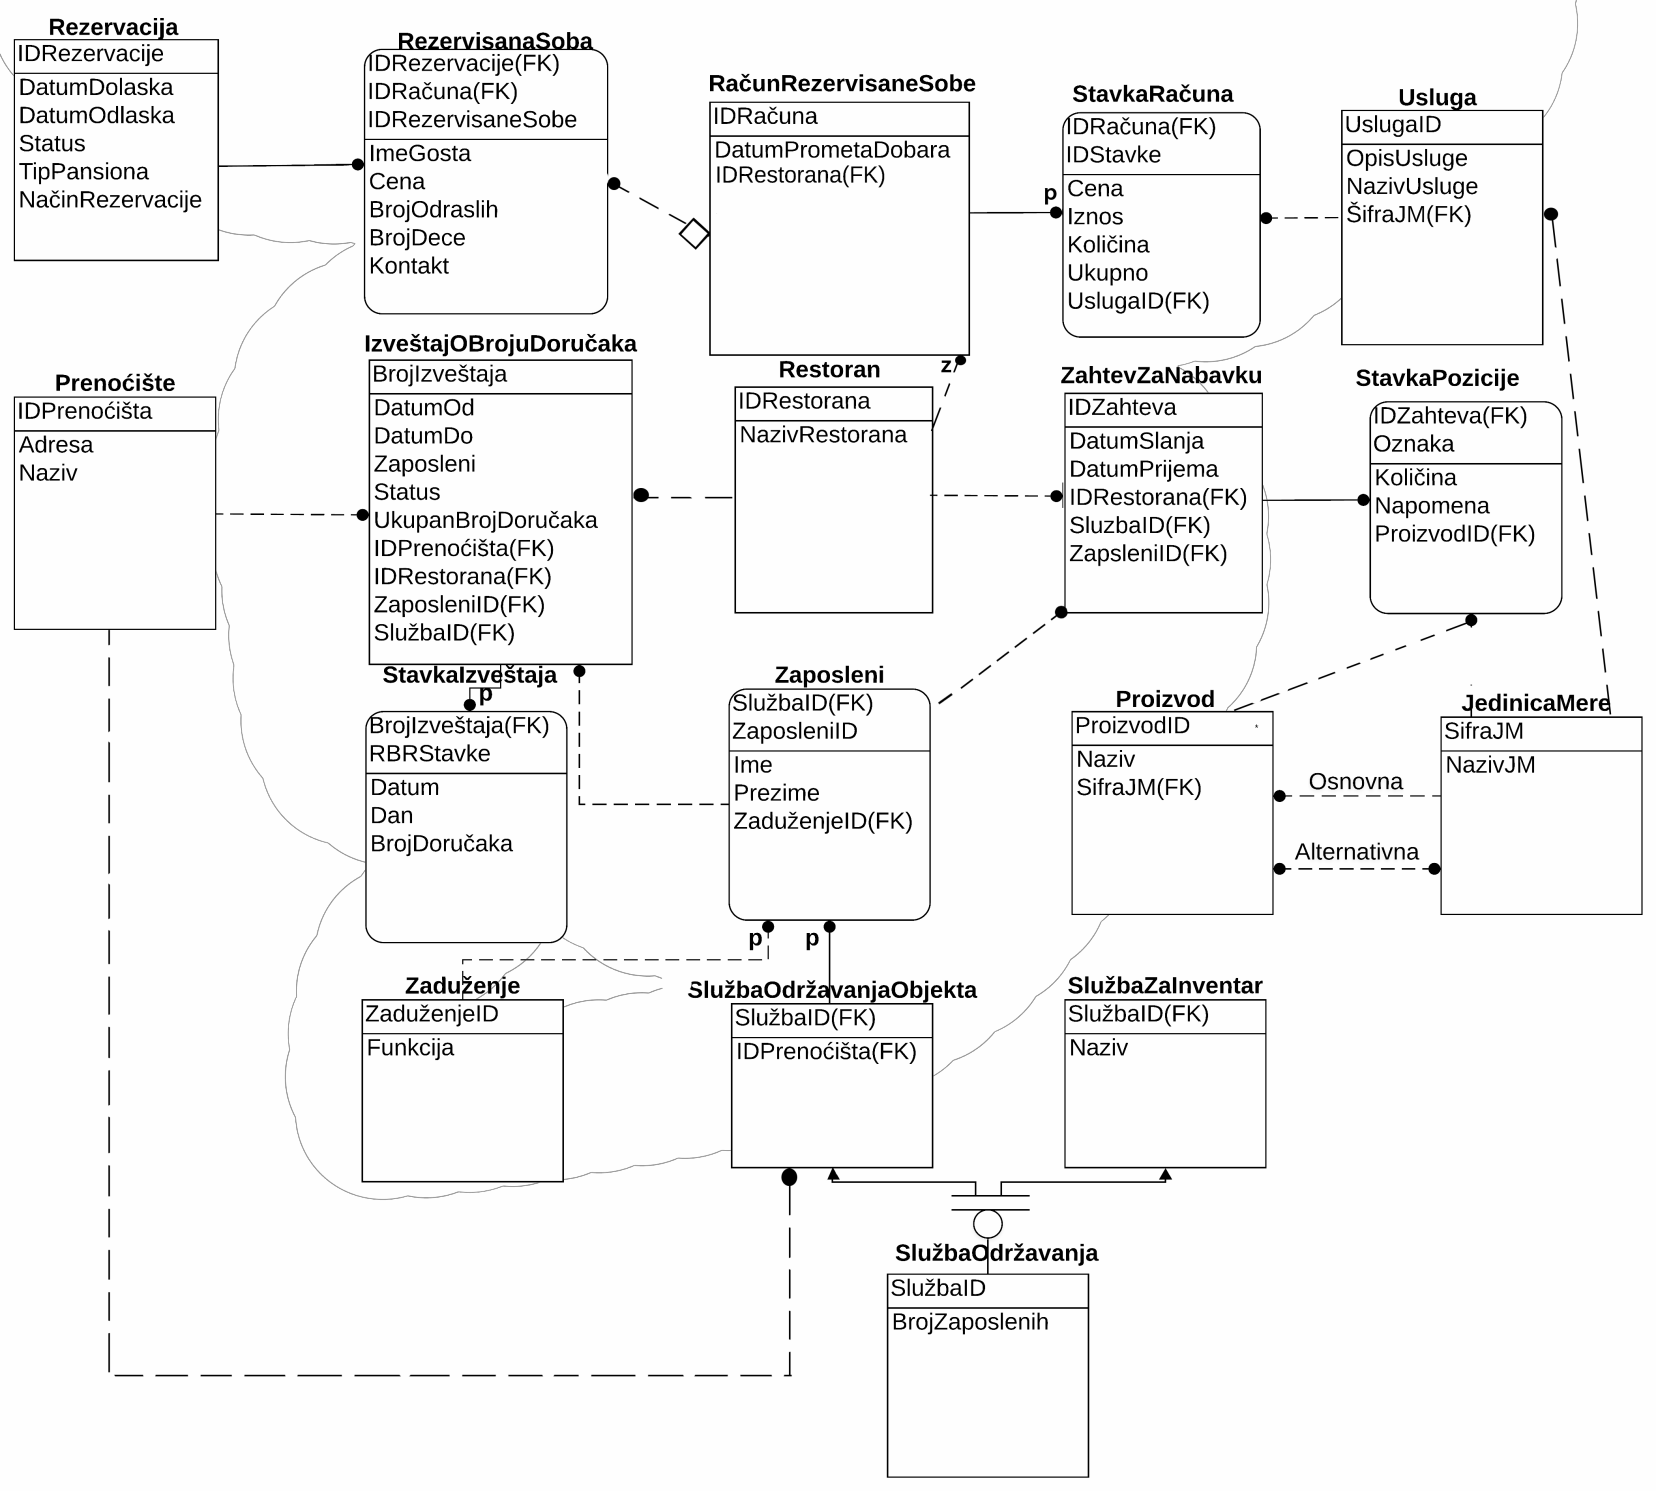 Rezervacija
IDRezervacije
DatumDolaska
DatumOdlaska
Status
TipPansiona
NačinRezervacije
RezervisanaSoba
IDRezervacije(FK)
IDRačuna(FK)
IDRezervisaneSobe
ImeGosta
Cena
BrojOdraslih
BrojDece
Kontakt
RačunRezervisaneSobe
IDRačuna
DatumPrometaDobara
IDRestorana(FK)
p
StavkaRačuna
IDRačuna(FK)
IDStavke
Cena
Iznos
Količina
Ukupno
UslugaID(FK)
Usluga
UslugaID
OpisUsluge
NazivUsluge
ŠifraJM(FK)
Prenoćište
IDPrenoćišta
Adresa
Naziv
IzveštajOBrojuDoručaka
BrojIzveštaja
DatumOd
DatumDo
Zaposleni
Status
UkupanBrojDoručaka
IDPrenoćišta(FK)
IDRestorana(FK)
ZaposleniID(FK)
SlužbaID(FK)
z
Restoran
IDRestorana
NazivRestorana
ZahtevZaNabavku
IDZahteva
DatumSlanja
DatumPrijema
IDRestorana(FK)
SluzbaID(FK)
ZapsleniID(FK)
StavkaPozicije
IDZahteva(FK)
Oznaka
Količina
Napomena
ProizvodID(FK)
StavkaIzveštaja
p
BrojIzveštaja(FK)
RBRStavke
Datum
Dan
BrojDoručaka
Zaposleni
SlužbaID(FK)
ZaposleniID
Ime
Prezime
ZaduženjeID(FK)
p
p
Proizvod
ProizvodID
Naziv
SifraJM(FK)
Osnovna
Alternativna
JedinicaMere
SifraJM
NazivJM
Zaduženje
ZaduženjeID
Funkcija
SlužbaOdržavanjaObjekta
SlužbaID(FK)
IDPrenoćišta(FK)
SlužbaZaInventar
SlužbaID(FK)
Naziv
SlužbaOdržavanja
SlužbaID
BrojZaposlenih